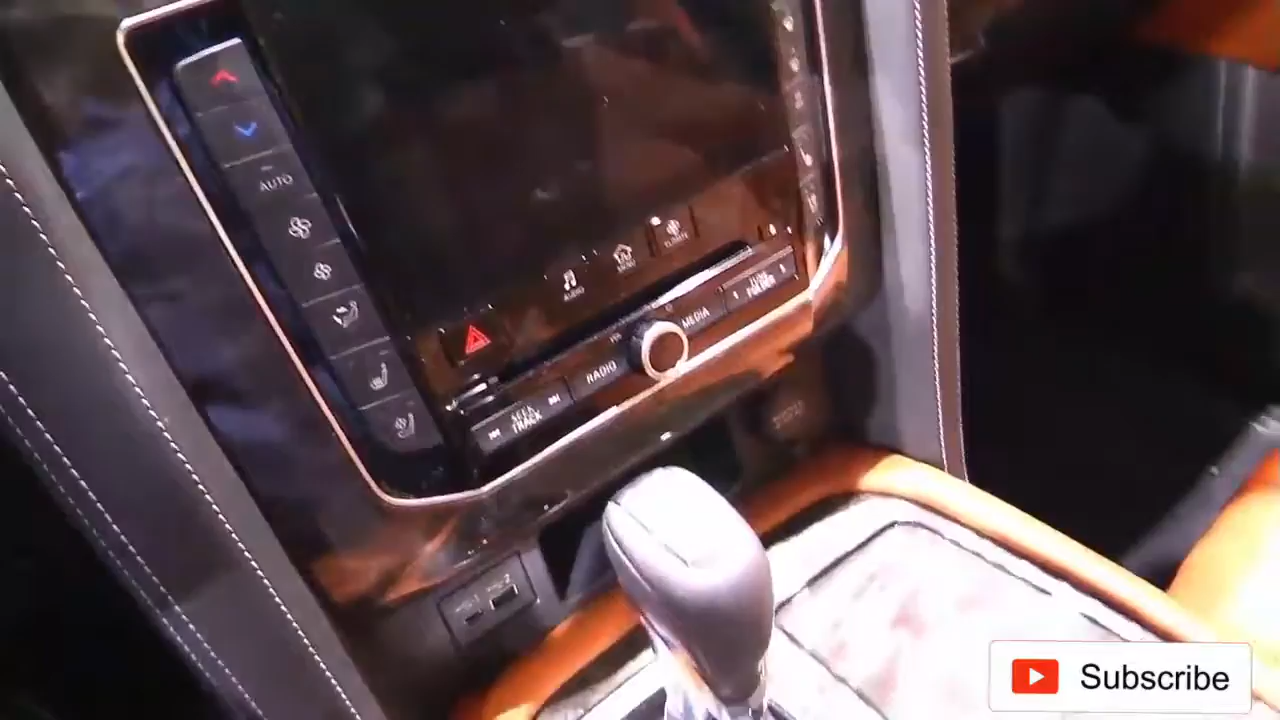 AUTO
AUDIO
MENU
CLIMATE
SEEK
TRACK
RADIO
MEDIA
TUNE
FOLDER
Subscribe